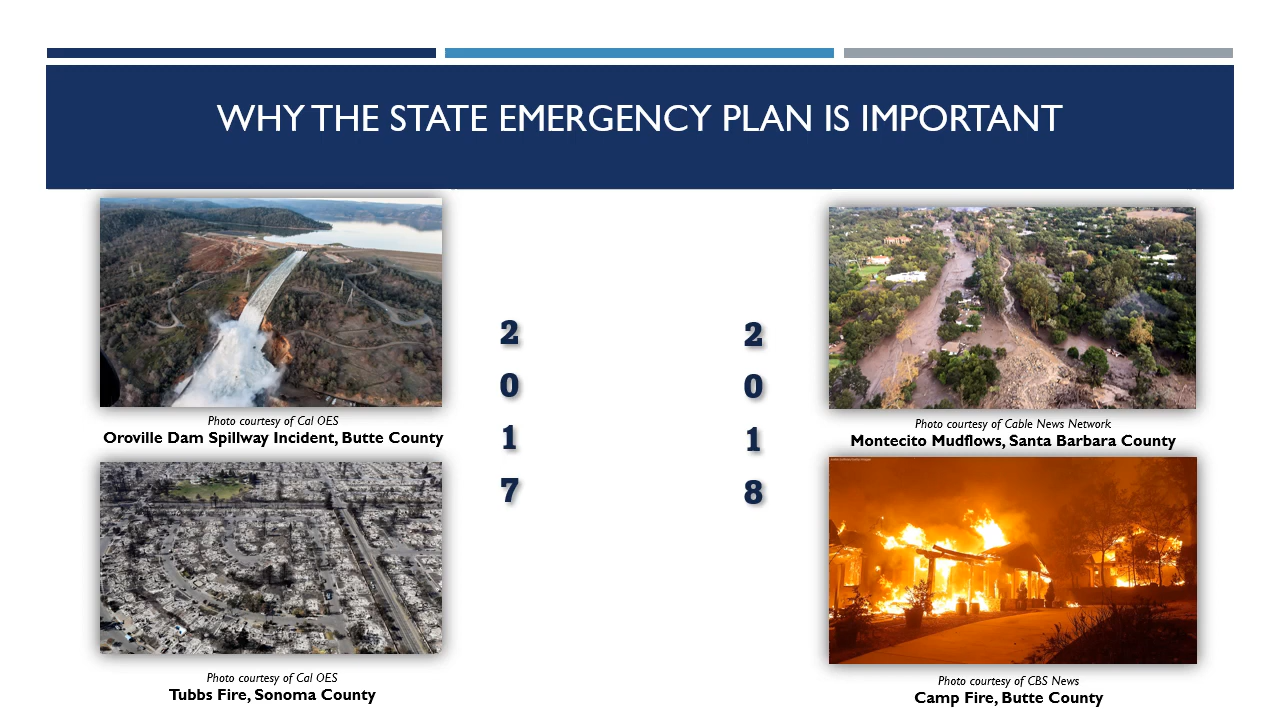 WHY THE STATE EMERGENCY PLAN IS IMPORTANT
Photo courtesy of Cal OES
Oroville Dam Spillway Incident, Butte County
Photo courtesy of Cal OES
Tubbs Fire, Sonoma County
2
0
1
7
2
0
1
8
Photo courtesy of Cable News Network
Montecito Mudflows, Santa Barbara County
Photo courtesy of CBS News
Camp Fire, Butte County